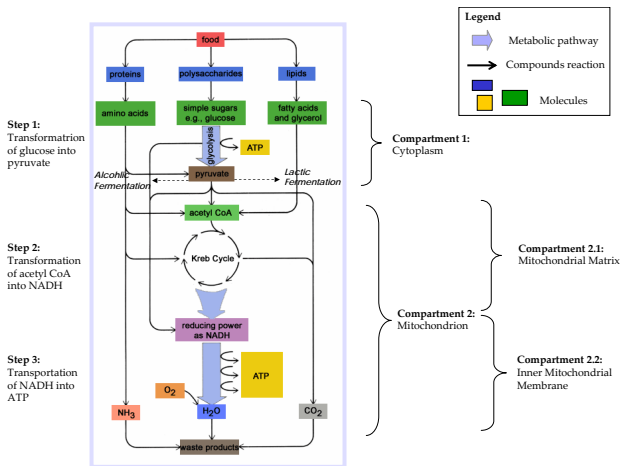 Legend
Metabolic pathway
Compounds reaction
Molecules
food
proteins
polysaccharides
lipids
amino acids
simple sugars
e.g., glucose
fatty acids
and glycerol
Step 1:
Transformatrion
of glucose into
pyruvate
glycolysis
ATP
Compartment 1:
Cytoplasm
Alcohlic
Fermentation
pyruvate
Lactic
Fermentation
acetyl CoA
Step 2:
Transformation
of acetyl CoA
into NADH
Kreb Cycle
Compartment 2.1:
Mitochondrial Matrix
Compartment 2:
Mitochondrion
reducing power
as NADH
Step 3:
Transportation
of NADH into
ATP
ATP
Compartment 2.2:
Inner Mitochondrial
Membrane
O2
NH3
H2O
CO2
waste products